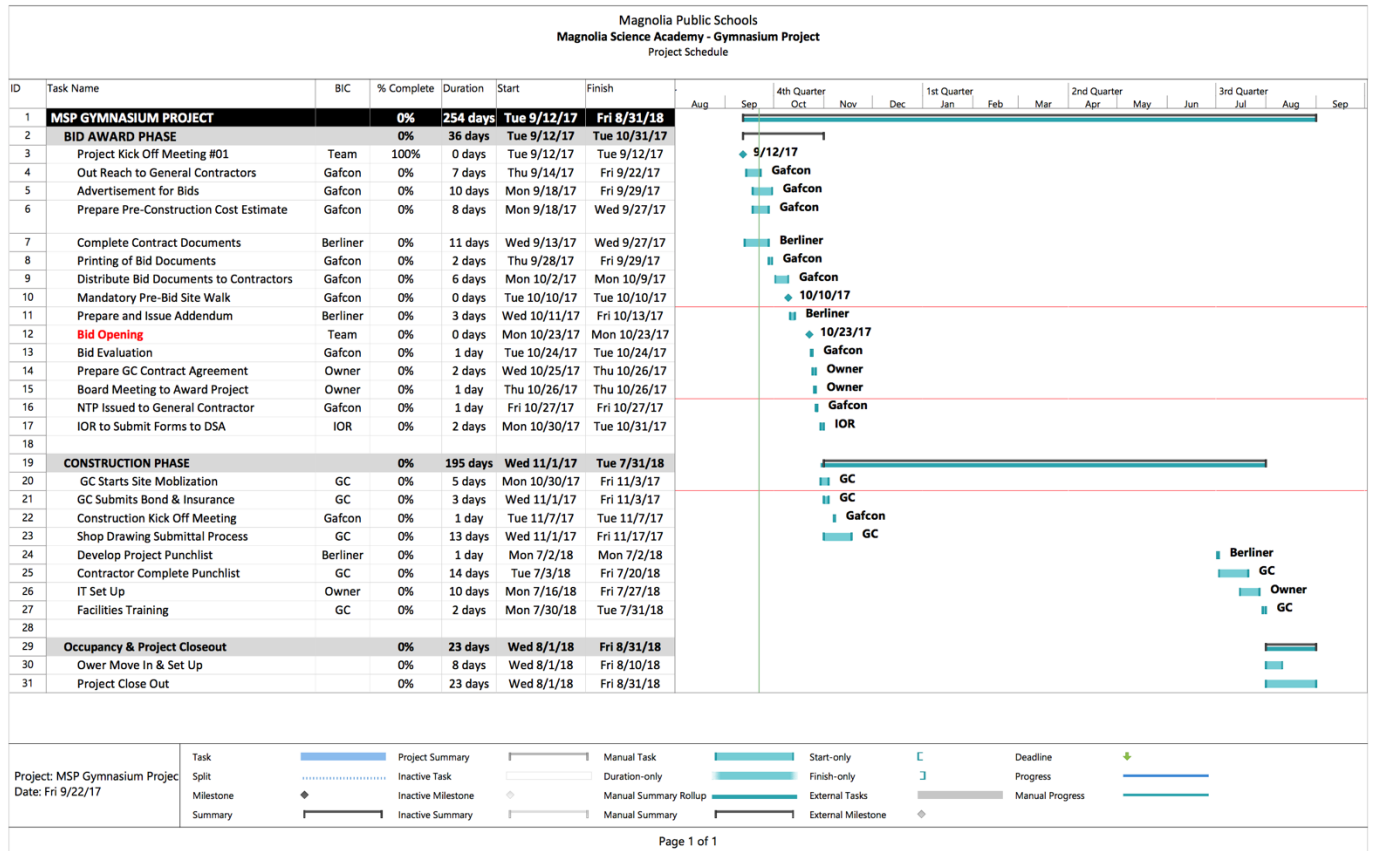 Magnolia Public Schools
Magnolia Science Academy - Gymnasium Project
Project Schedule
ID Task Name BIC % Complete Duration Start Finish
4th Quarter 1st Quarter 2nd Quarter 3rd Quarter
Aug Sep Oct Nov Dec Jan Feb Mar Apr May Jun Jul Aug Sep
1 MSP GYMNASIUM PROJECT 0% 254 days Tue 9/12/17 Fri 8/31/18
2 BID AWARD PHASE 0% 36 days Tue 9/12/17 Tue 10/31/17
3 Project Kick Off Meeting #01 Team 100% 0 days Tue 9/12/17 Tue 9/12/17 9/12/17
4 Out Reach to General Contractors Gafcon 0% 7 days Thu 9/14/17 Fri 9/22/17 Gafcon
5 Advertisement for Bids Gafcon 0% 10 days Mon 9/18/17 Fri 9/29/17 Gafcon
6 Prepare Pre-Construction Cost Estimate Gafcon 0% 8 days Mon 9/18/17 Wed 9/27/17 Gafcon
7 Complete Contract Documents Berliner 0% 11 days Wed 9/13/17 Wed 9/27/17 Berliner
8 Printing of Bid Documents Gafcon 0% 2 days Thu 9/28/17 Fri 9/29/17 Gafcon
9 Distribute Bid Documents to Contractors Gafcon 0% 6 days Mon 10/2/17 Mon 10/9/17 Gafcon
10 Mandatory Pre-Bid Site Walk Gafcon 0% 0 days Tue 10/10/17 Tue 10/10/17 10/10/17
11 Prepare and Issue Addendum Berliner 0% 3 days Wed 10/11/17 Fri 10/13/17 Berliner
12 Bid Opening Team 0% 0 days Mon 10/23/17 Mon 10/23/17 10/23/17
13 Bid Evaluation Gafcon 0% 1 day Tue 10/24/17 Tue 10/24/17 Gafcon
14 Prepare GC Contract Agreement Owner 0% 2 days Wed 10/25/17 Thu 10/26/17 Owner
15 Board Meeting to Award Project Owner 0% 1 day Thu 10/26/17 Thu 10/26/17 Owner
16 NTP Issued to General Contractor Gafcon 0% 1 day Fri 10/27/17 Fri 10/27/17 Gafcon
17 IOR to Submit Forms to DSA IOR 0% 2 days Mon 10/30/17 Tue 10/31/17 IOR
18
19 CONSTRUCTION PHASE 0% 195 days Wed 11/1/17 Tue 7/31/18
20 GC Starts Site Moblization GC 0% 5 days Mon 10/30/17 Fri 11/3/17 GC
21 GC Submits Bond & Insurance GC 0% 3 days Wed 11/1/17 Fri 11/3/17 GC
22 Construction Kick Off Meeting Gafcon 0% 1 day Tue 11/7/17 Tue 11/7/17 Gafcon
23 Shop Drawing Submittal Process GC 0% 13 days Wed 11/1/17 Fri 11/17/17 GC
24 Develop Project Punchlist Berliner 0% 1 day Mon 7/2/18 Mon 7/2/18 Berliner
25 Contractor Complete Punchlist GC 0% 14 days Tue 7/3/18 Fri 7/20/18 GC
26 IT Set Up Owner 0% 10 days Mon 7/16/18 Fri 7/27/18 Owner
27 Facilities Training GC 0% 2 days Mon 7/30/18 Tue 7/31/18 GC
28
29 Occupancy & Project Closeout 0% 23 days Wed 8/1/18 Fri 8/31/18
30 Ower Move In & Set Up 0% 8 days Wed 8/1/18 Fri 8/10/18
31 Project Close Out 0% 23 days Wed 8/1/18 Fri 8/31/18
Project: MSP Gymnasium Projec
Date: Fri 9/22/17
Task Project Summary Manual Task Start-only Deadline
Split Inactive Task Duration-only Finish-only Progress
Milestone Inactive Milestone Manual Summary Rollup External Tasks Manual Progress
Summary Inactive Summary Manual Summary External Milestone
Page 1 of 1